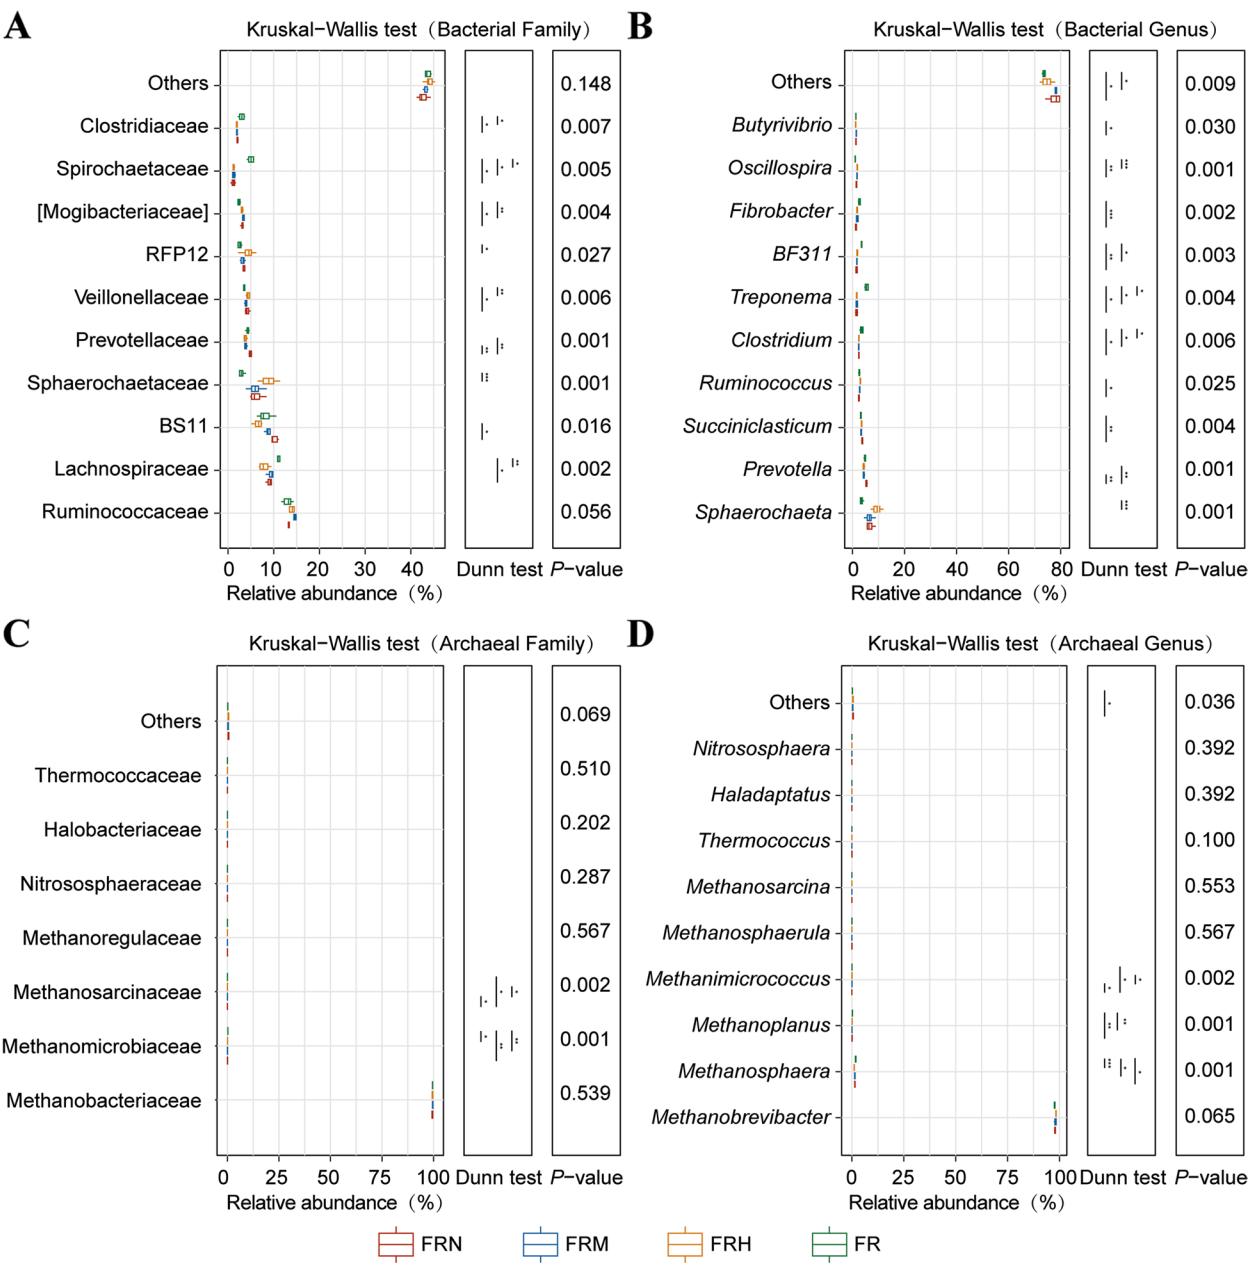 A
Kruskal−Wallis test（Bacterial Family）
Others 0.148
Clostridiaceae 0.007
Spirochaetaceae 0.005
[Mogibacteriaceae] 0.004
RFP12 0.027
Veillonellaceae 0.006
Prevotellaceae 0.001
Sphaerochaetaceae 0.001
BS11 0.016
Lachnospiraceae 0.002
Ruminococcaceae 0.056
0 10 20 30 40 Dunn test P−value
Relative abundance（%）
B
Kruskal−Wallis test（Bacterial Genus）
Others 0.009
Butyrivibrio 0.030
Oscillospira 0.001
Fibrobacter 0.002
BF311 0.003
Treponema 0.004
Clostridium 0.006
Ruminococcus 0.025
Succiniclasticum 0.004
Prevotella 0.001
Sphaerochaeta 0.001
0 20 40 60 80 Dunn test P−value
Relative abundance（%）
C
Kruskal−Wallis test（Archaeal Family）
Others 0.069
Thermococcaceae 0.510
Halobacteriaceae 0.202
Nitrososphaeraceae 0.287
Methanoregulaceae 0.567
Methanosarcinaceae 0.002
Methanomicrobiaceae 0.001
Methanobacteriaceae 0.539
0 25 50 75 100 Dunn test P−value
Relative abundance（%）
D
Kruskal−Wallis test（Archaeal Genus）
Others 0.036
Nitrososphaera 0.392
Haladaptatus 0.392
Thermococcus 0.100
Methanosarcina 0.553
Methanosphaerula 0.567
Methanimicrococcus 0.002
Methanoplanus 0.001
Methanosphaera 0.001
Methanobrevibacter 0.065
0 25 50 75 100 Dunn test P−value
Relative abundance（%）
FRN FRM FRH FR